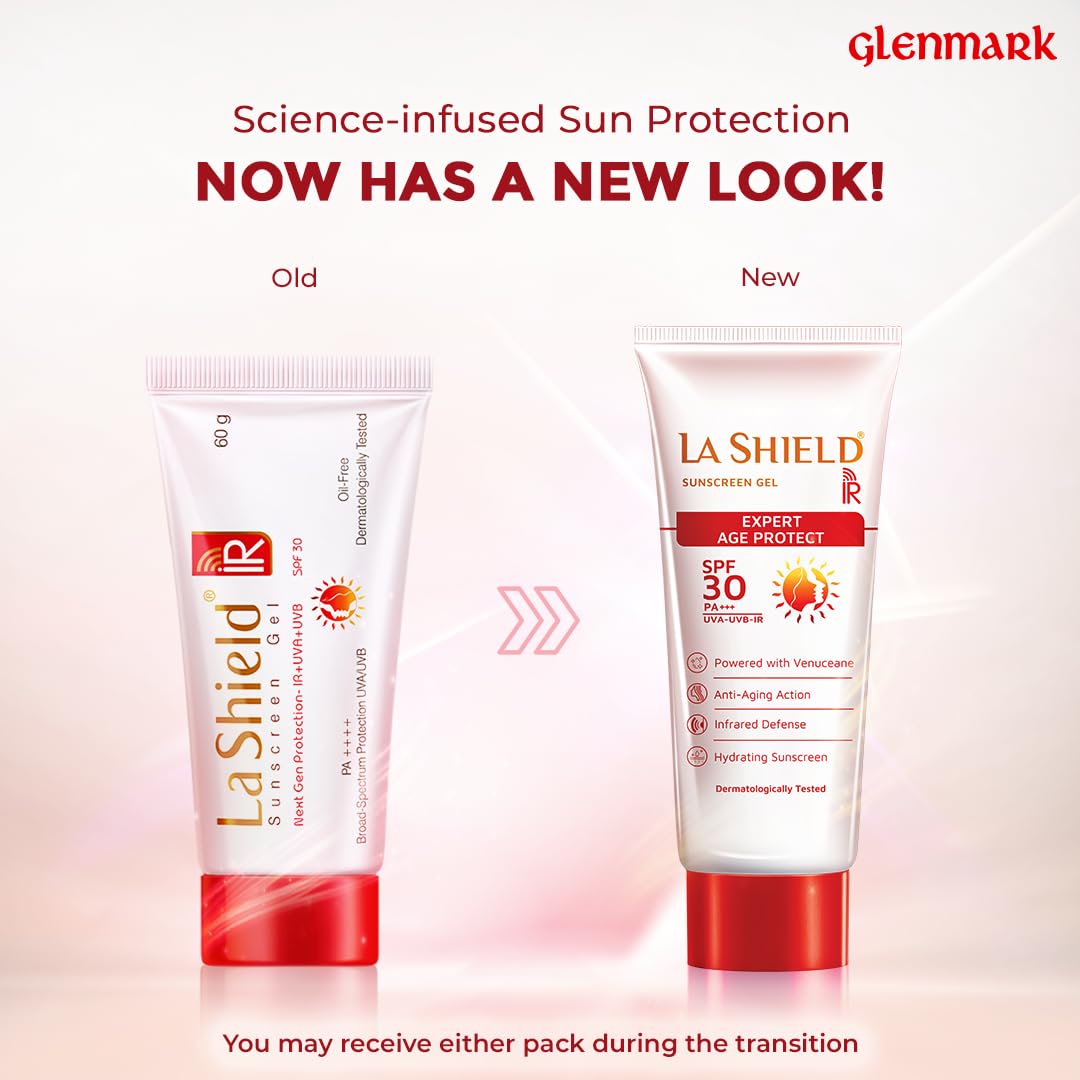 GLENMARK
Science-infused Sun Protection
NOW HAS A NEW LOOK!
Old
New
60 g
La Shield®
iR
Sunscreen Gel
Next Gen Protection- IR+UVA+UVB
SPF 30
Oil-Free
Dermatologically Tested
PA ++++
Broad-Spectrum Protection UVA/UVB
LA SHIELD®
SUNSCREEN GEL
IR
EXPERT
AGE PROTECT
SPF
30
PA+++
UVA-UVB-IR
Powered with Venuceane
Anti-Aging Action
Infrared Defense
Hydrating Sunscreen
Dermatologically Tested
You may receive either pack during the transition